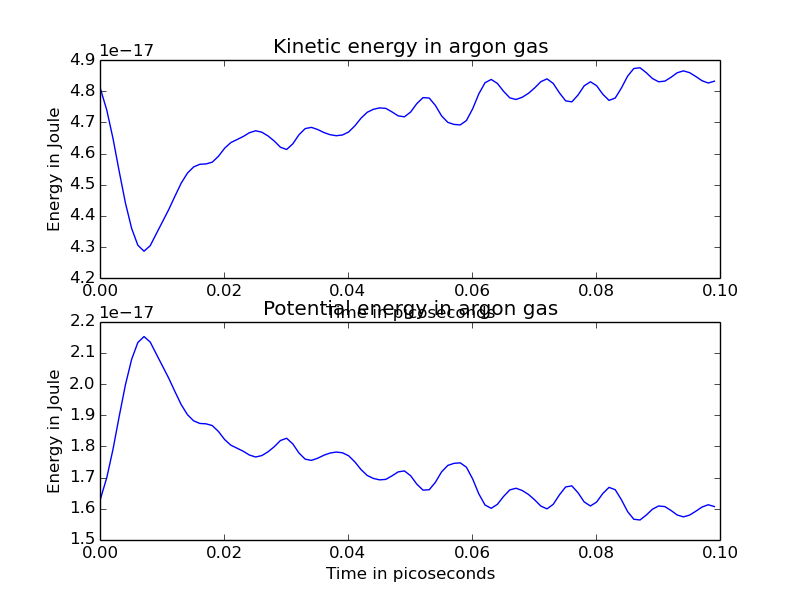 Kinetic energy in argon gas
1e−17
4.9
4.8
4.7
4.6
4.5
4.4
4.3
4.2
Energy in Joule
0.00 0.02 0.04 0.06 0.08 0.10
Time in picoseconds
Potential energy in argon gas
1e−17
2.2
2.1
2.0
1.9
1.8
1.7
1.6
1.5
Energy in Joule
0.00 0.02 0.04 0.06 0.08 0.10
Time in picoseconds